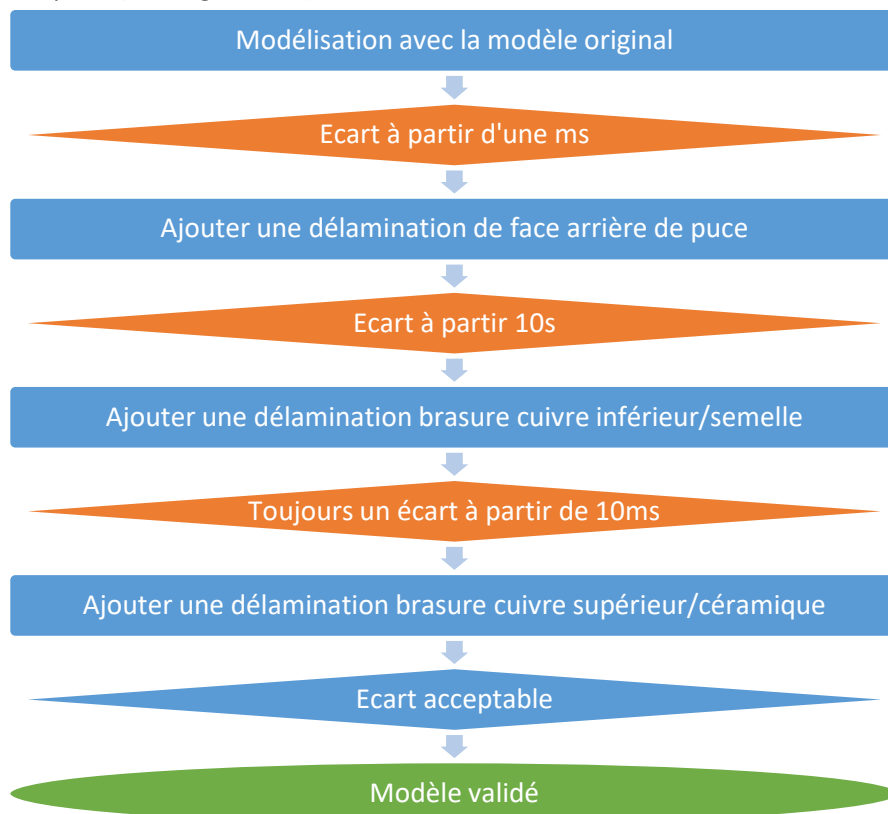 Modélisation avec la modèle original
Ecart à partir d'une ms
Ajouter une délamination de face arrière de puce
Ecart à partir 10s
Ajouter une délamination brasure cuivre inférieur/semelle
Toujours un écart à partir de 10ms
Ajouter une délamination brasure cuivre supérieur/céramique
Ecart acceptable
Modèle validé